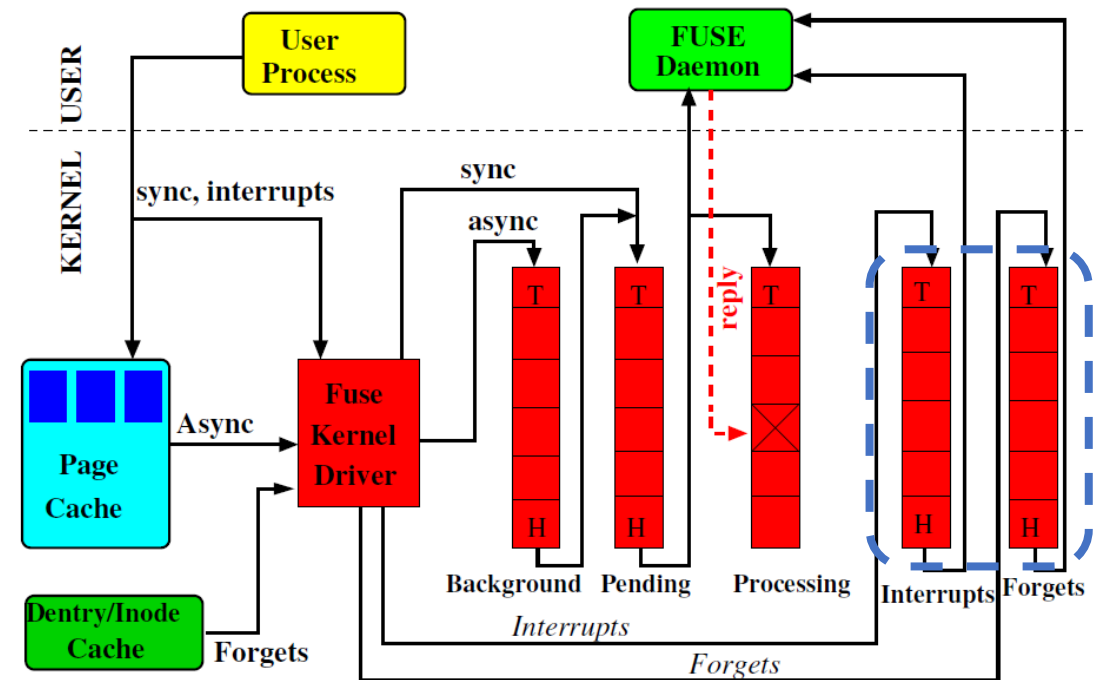 User
Process
FUSE
Daemon
USER
KERNEL
sync, interrupts
sync
async
reply
T
T
T
T
T
Fuse
Kernel
Driver
Async
Page
Cache
H
H
H
H
Background
Pending
Processing
Interrupts
Forgets
Dentry/Inode
Cache
Forgets
Interrupts
Forgets